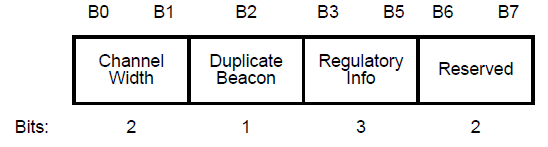 B0 B1 B2 B3 B5 B6 B7
Channel Width Duplicate Beacon Regulatory Info Reserved
Bits: 2 1 3 2